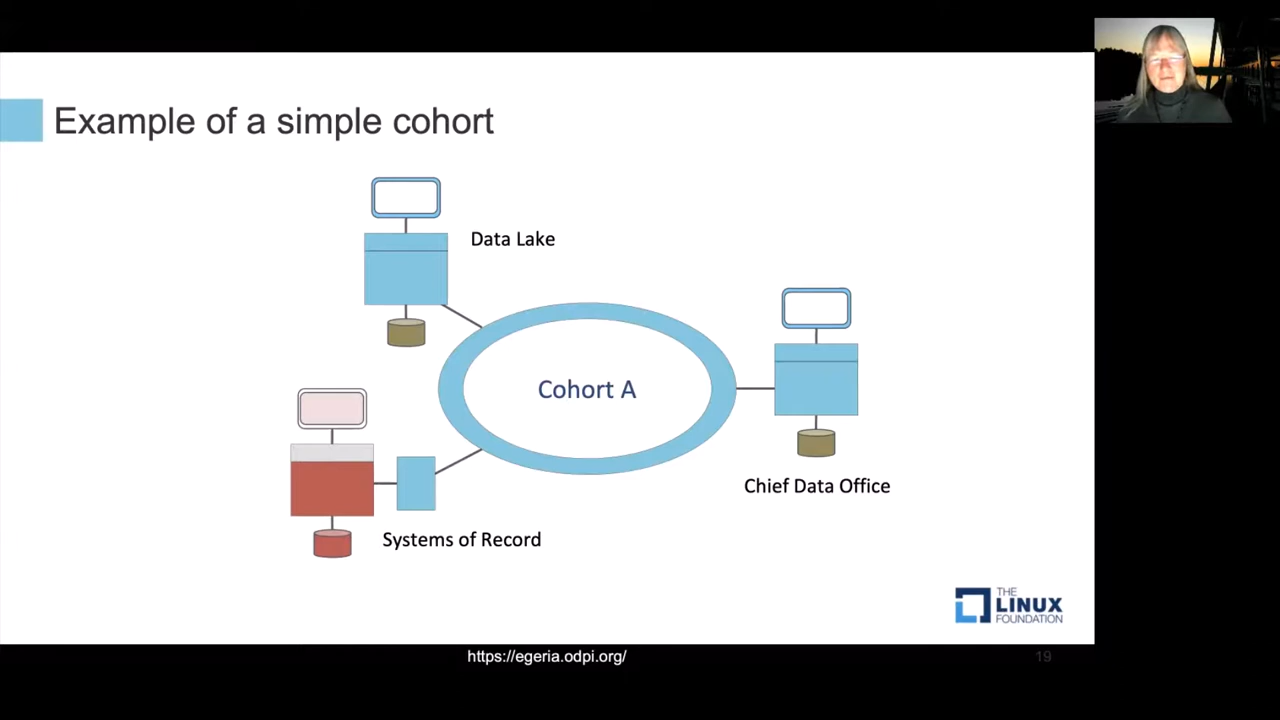 Example of a simple cohort
Data Lake
Cohort A
Chief Data Office
Systems of Record
THE
LINUX
FOUNDATION
https://egeria.odpi.org/
19